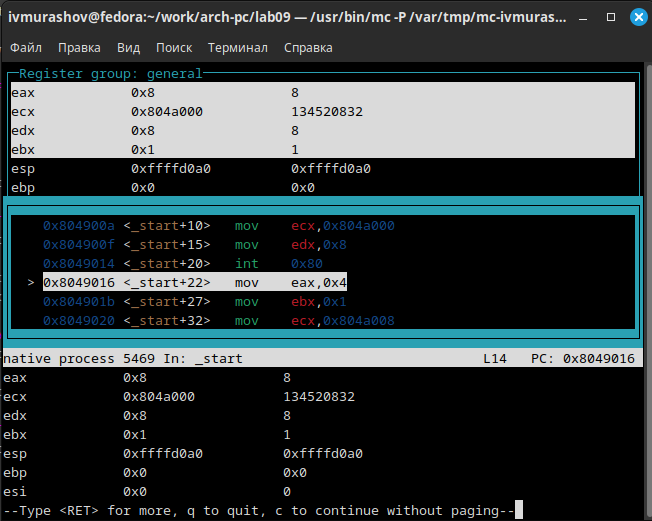 ivmurashov@fedora:~/work/arch-pc/lab09 — /usr/bin/mc -P /var/tmp/mc-ivmuras…
Файл Правка Вид Поиск Терминал Справка
Register group: general
eax 0x8 8
ecx 0x804a000 134520832
edx 0x8 8
ebx 0x1 1
esp 0xffffd0a0 0xffffd0a0
ebp 0x0 0x0
0x804900a <_start+10> mov ecx,0x804a000
0x804900f <_start+15> mov edx,0x8
0x8049014 <_start+20> int 0x80
> 0x8049016 <_start+22> mov eax,0x4
0x804901b <_start+27> mov ebx,0x1
0x8049020 <_start+32> mov ecx,0x804a008
native process 5469 In: _start L14 PC: 0x8049016
eax 0x8 8
ecx 0x804a000 134520832
edx 0x8 8
ebx 0x1 1
esp 0xffffd0a0 0xffffd0a0
ebp 0x0 0x0
esi 0x0 0
--Type <RET> for more, q to quit, c to continue without paging--